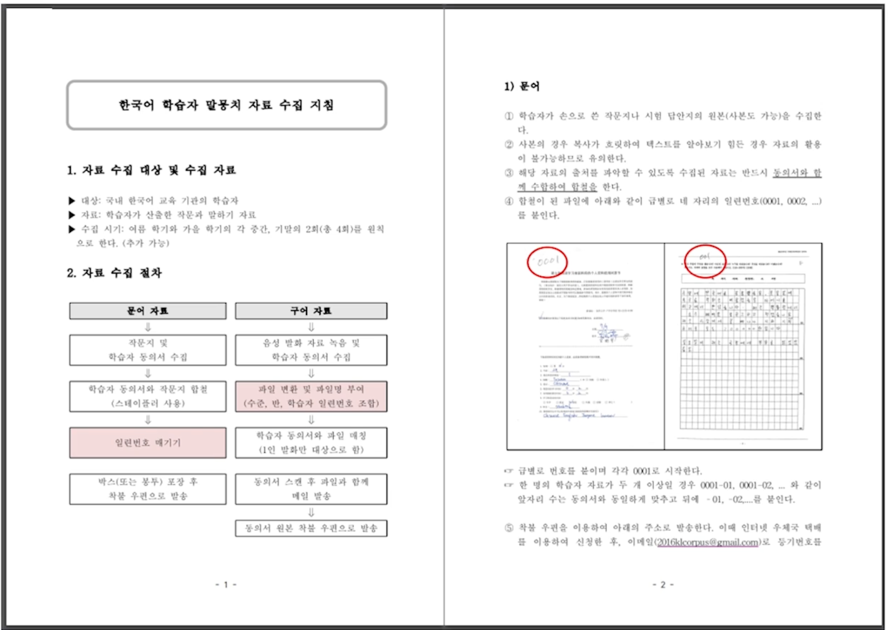 한국어 학습자 말뭉치 자료 수집 지침
1. 자료 수집 대상 및 수집 자료
▶ 대상: 국내 한국어 교육 기관의 학습자
▶ 자료: 학습자가 산출한 작문과 말하기 자료
▶ 수집 시기: 여름 학기와 가을 학기의 각 중간, 기말의 2회(총 4회)를 원칙
으로 한다. (추가 가능)
2. 자료 수집 절차
문어 자료
⇩
작문지 및
학습자 동의서 수집
⇩
학습자 동의서와 작문지 합철
(스테이플러 사용)
⇩
일련번호 매기기
박스(또는 봉투) 포장 후
착불 우편으로 발송
구어 자료
⇩
음성 발화 자료 녹음 및
학습자 동의서 수집
⇩
파일 변환 및 파일명 부여
(수준, 반, 학습자 일련번호 조합)
⇩
학습자 동의서와 파일 매칭
(1인 발화만 대상으로 함)
동의서 스캔 후 파일과 함께
메일 발송
⇩
동의서 원본 착불 우편으로 발송
- 1 -
1) 문어
① 학습자가 손으로 쓴 작문지나 시험 답안지의 원본(사본도 가능)을 수집한
다.
② 사본의 경우 복사가 흐릿하여 텍스트를 알아보기 힘든 경우 자료의 활용
이 불가능하므로 유의한다.
③ 해당 자료의 출처를 파악할 수 있도록 수집된 자료는 반드시 동의서와 함
께 수합하여 합철을 한다.
④ 합철이 된 파일에 아래와 같이 급별로 네 자리의 일련번호(0001, 0002, ...)
를 붙인다.
0001
☞ 급별로 번호를 붙이며 각각 0001로 시작한다.
☞ 한 명의 학습자 자료가 두 개 이상일 경우 0001-01, 0001-02, ... 와 같이
앞자리 수는 동의서와 동일하게 맞추고 뒤에 -01, -02,...를 붙인다.
⑤ 착불 우편을 이용하여 아래의 주소로 발송한다. 이때 인터넷 우체국 택배
를 이용하여 신청한 후, 이메일(2016klcorpus@gmail.com)로 등기번호를
- 2 -